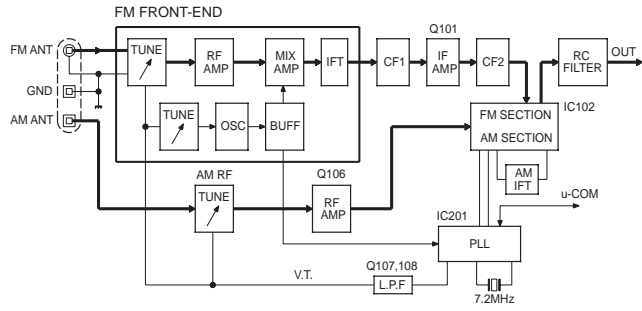 FM FRONT-END
FM ANT
GND
AM ANT
TUNE
RF
AMP
MIX
AMP
IFT
CF1
Q101
IF
AMP
CF2
RC
FILTER
OUT
TUNE
OSC
BUFF
FM SECTION
AM SECTION
IC102
AM
IFT
AM RF
TUNE
Q106
RF
AMP
u-COM
IC201
PLL
V.T.
Q107,108
L.P.F
7.2MHz